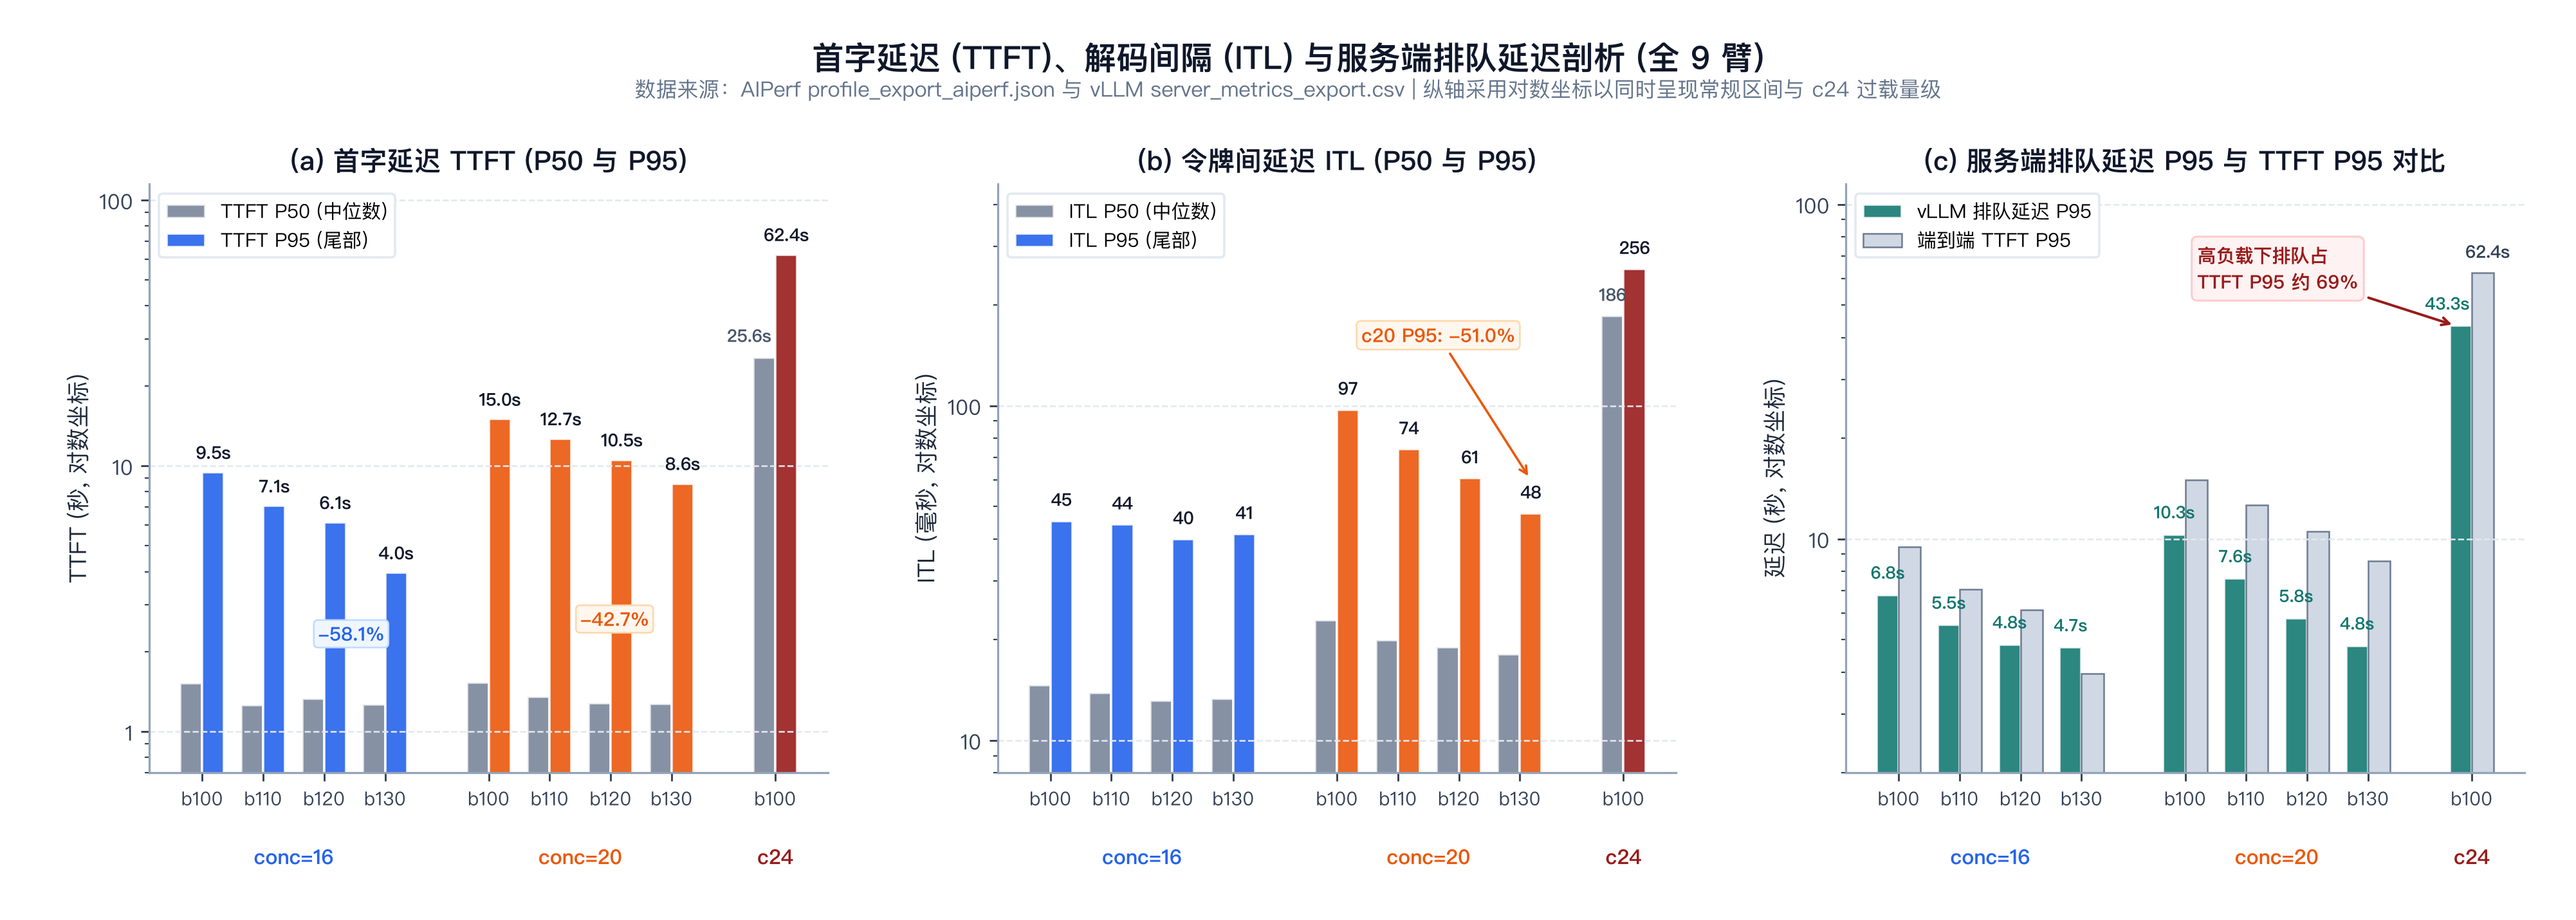 首字延迟 (TTFT)、解码间隔 (ITL) 与服务端排队延迟剖析 (全 9 臂)
数据来源：AIPerf profile_export_aiperf.json 与 vLLM server_metrics_export.csv | 纵轴采用对数坐标以同时呈现常规区间与 c24 过载量级
(a) 首字延迟 TTFT (P50 与 P95)
TTFT P50 (中位数)
TTFT P95 (尾部)
TTFT (秒，对数坐标)
100
10
1
9.5s
7.1s
6.1s
4.0s
−58.1%
15.0s
12.7s
10.5s
8.6s
−42.7%
25.6s
62.4s
b100
b110
b120
b130
b100
b110
b120
b130
b100
conc=16
conc=20
c24
(b) 令牌间延迟 ITL (P50 与 P95)
ITL P50 (中位数)
ITL P95 (尾部)
ITL (毫秒，对数坐标)
100
10
45
44
40
41
97
74
61
48
c20 P95: −51.0%
186
256
b100
b110
b120
b130
b100
b110
b120
b130
b100
conc=16
conc=20
c24
(c) 服务端排队延迟 P95 与 TTFT P95 对比
vLLM 排队延迟 P95
端到端 TTFT P95
延迟 (秒，对数坐标)
100
10
高负载下排队占
TTFT P95 约 69%
6.8s
5.5s
4.8s
4.7s
10.3s
7.6s
5.8s
4.8s
43.3s
62.4s
b100
b110
b120
b130
b100
b110
b120
b130
b100
conc=16
conc=20
c24